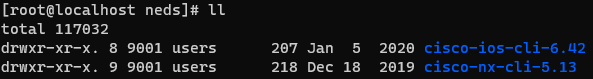 [root@localhost neds]# ll
total 117032
drwxr-xr-x. 8 9001 users      207 Jan  5  2020 cisco-ios-cli-6.42
drwxr-xr-x. 9 9001 users      218 Dec 18  2019 cisco-nx-cli-5.13